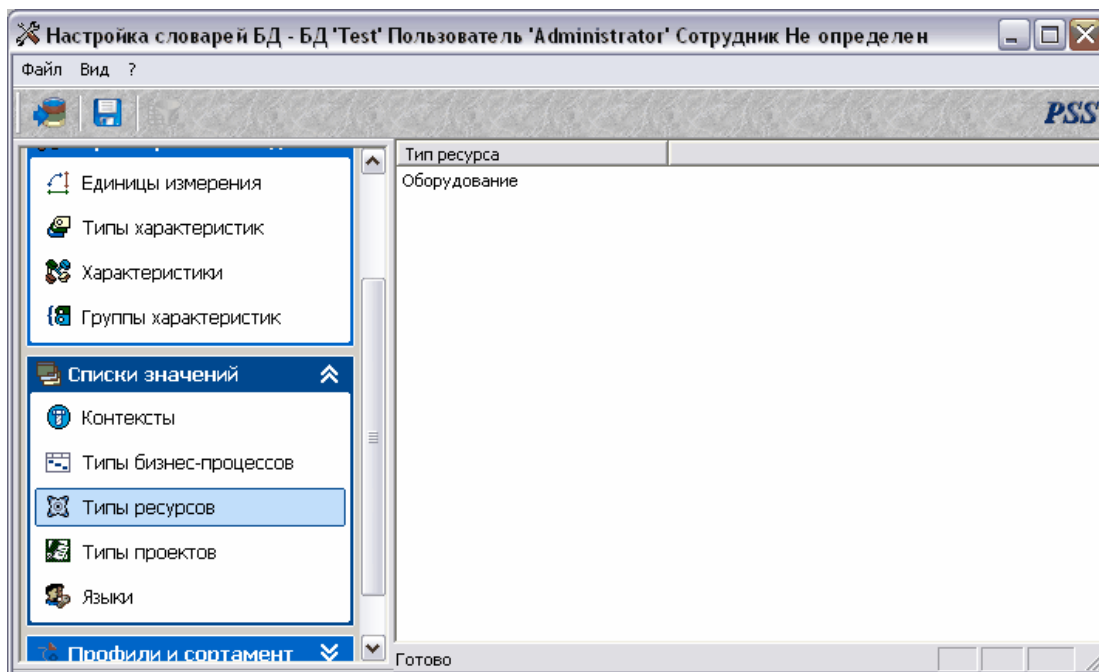 Настройка словарей БД - БД 'Test' Пользователь 'Administrator' Сотрудник Не определен
Файл Вид ?
PSS
Единицы измерения
Типы характеристик
Характеристики
Группы характеристик
Списки значений
Контексты
Типы бизнес-процессов
Типы ресурсов
Типы проектов
Языки
Профили и сортамент
Тип ресурса
Оборудование
Готово